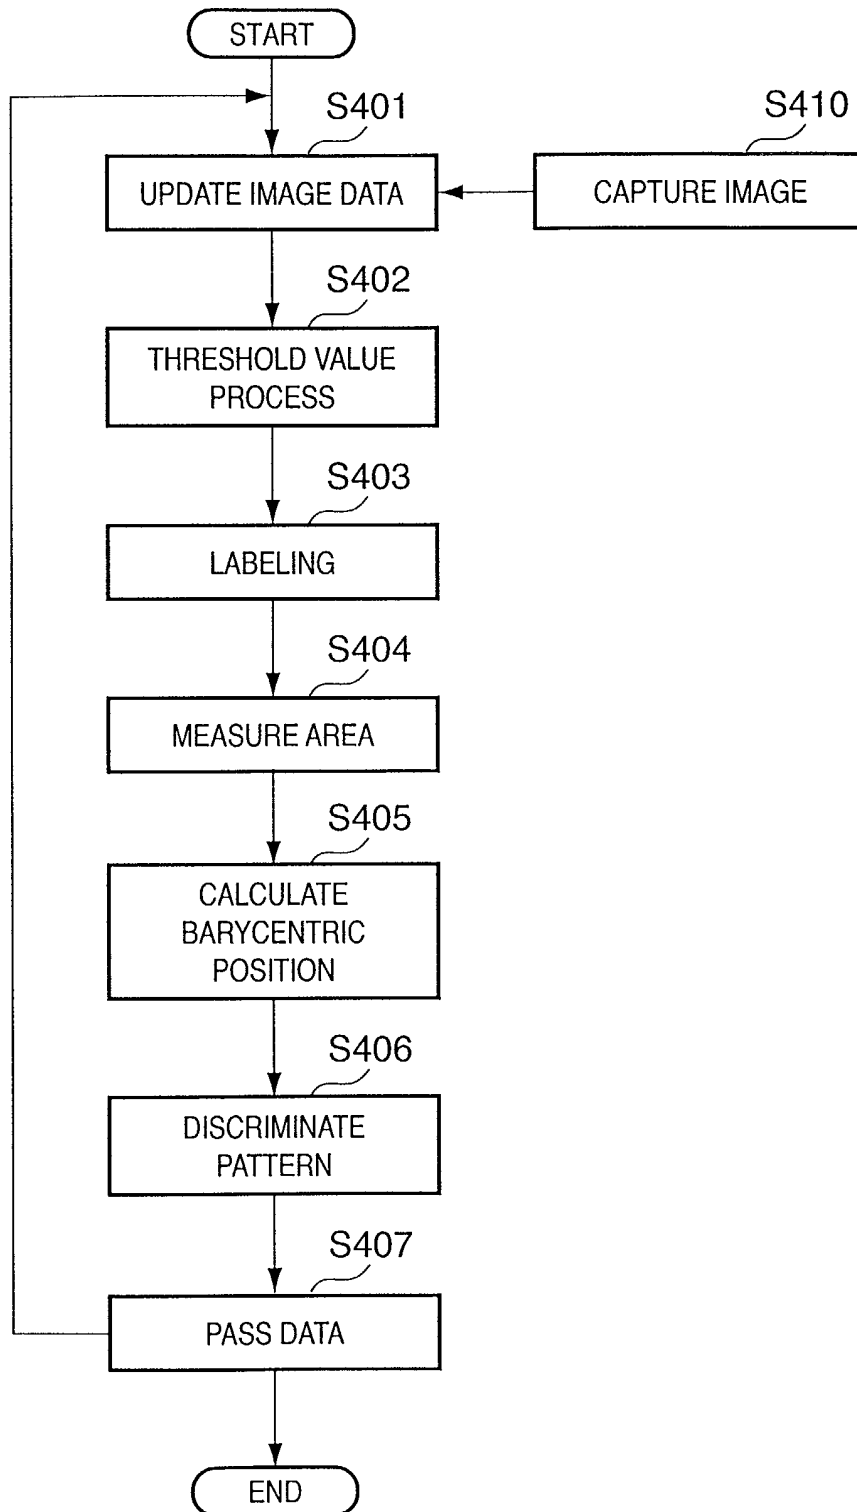 START
S401
S410
UPDATE IMAGE DATA
CAPTURE IMAGE
S402
THRESHOLD VALUE
PROCESS
S403
LABELING
S404
MEASURE AREA
S405
CALCULATE
BARYCENTRIC
POSITION
S406
DISCRIMINATE
PATTERN
S407
PASS DATA
END